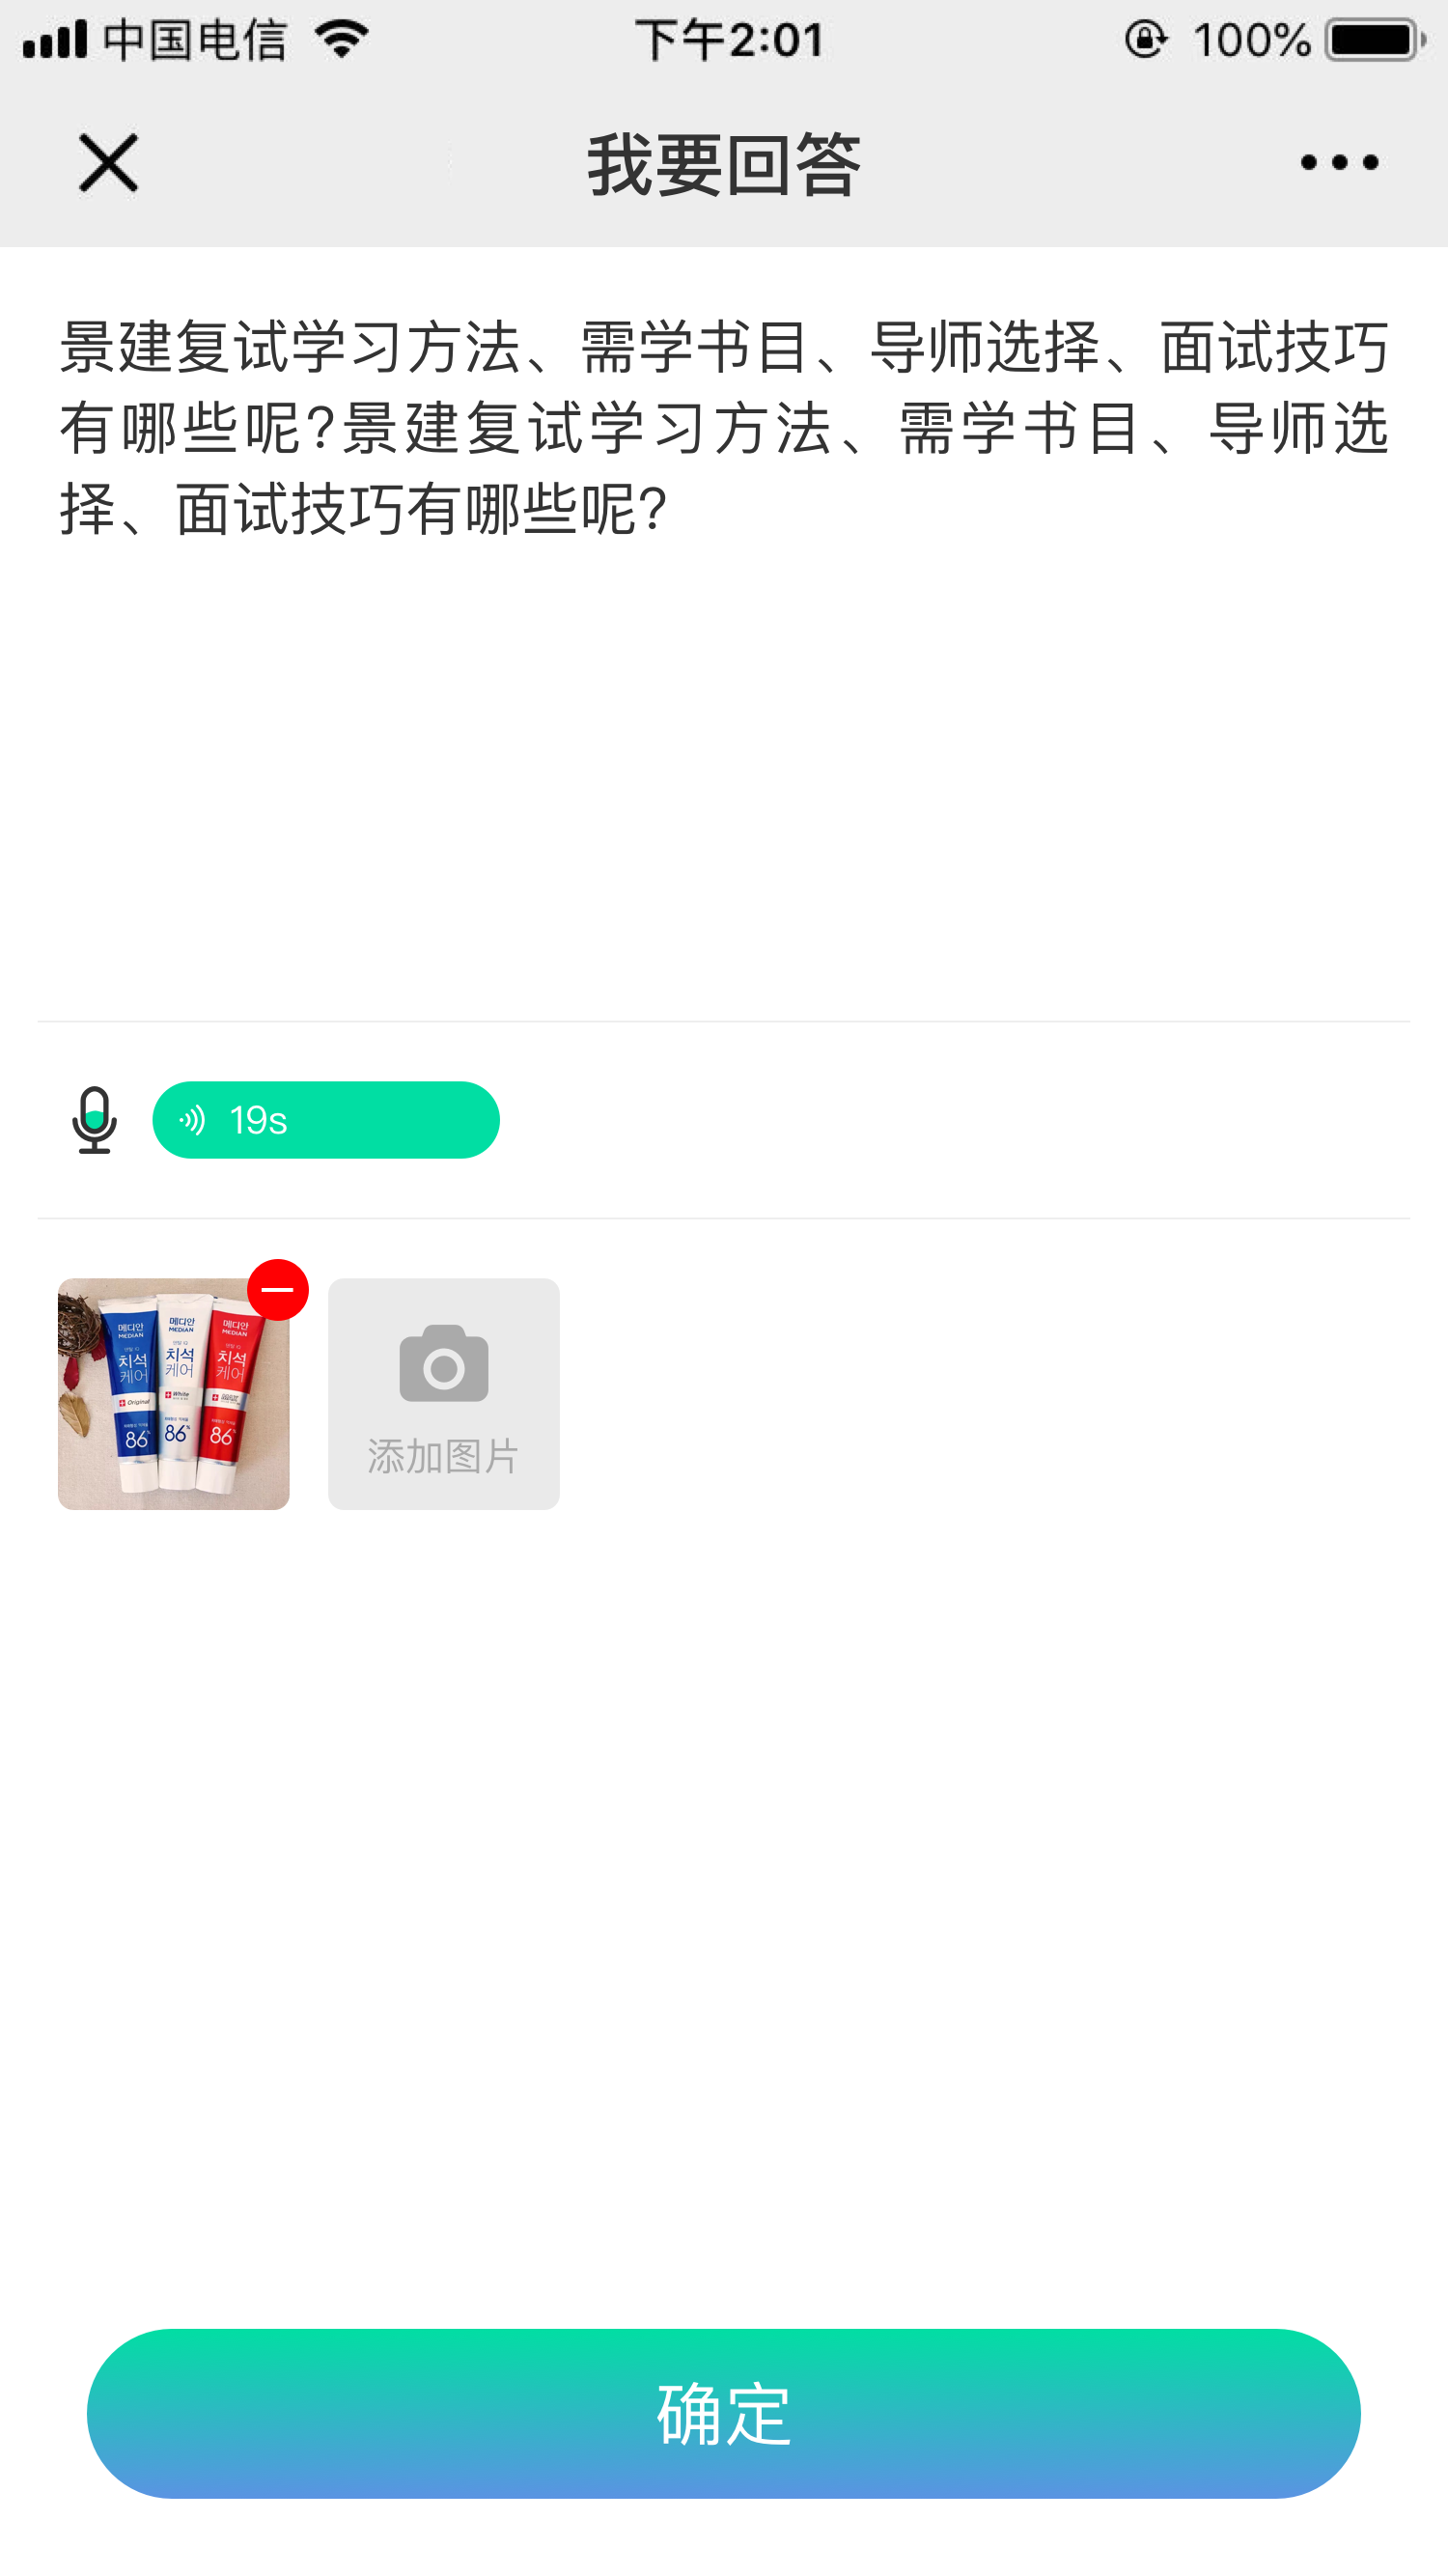 中国电信
下午2:01
100%
我要回答
景建复试学习方法、需学书目、导师选择、面试技巧
有哪些呢?景建复试学习方法、需学书目、导师选
择、面试技巧有哪些呢?
19s
메디안
MEDIAN
치석
케어
Original
86%
메디안
MEDIAN
치석
케어
White
86%
메디안
MEDIAN
치석
케어
86%
添加图片
确定